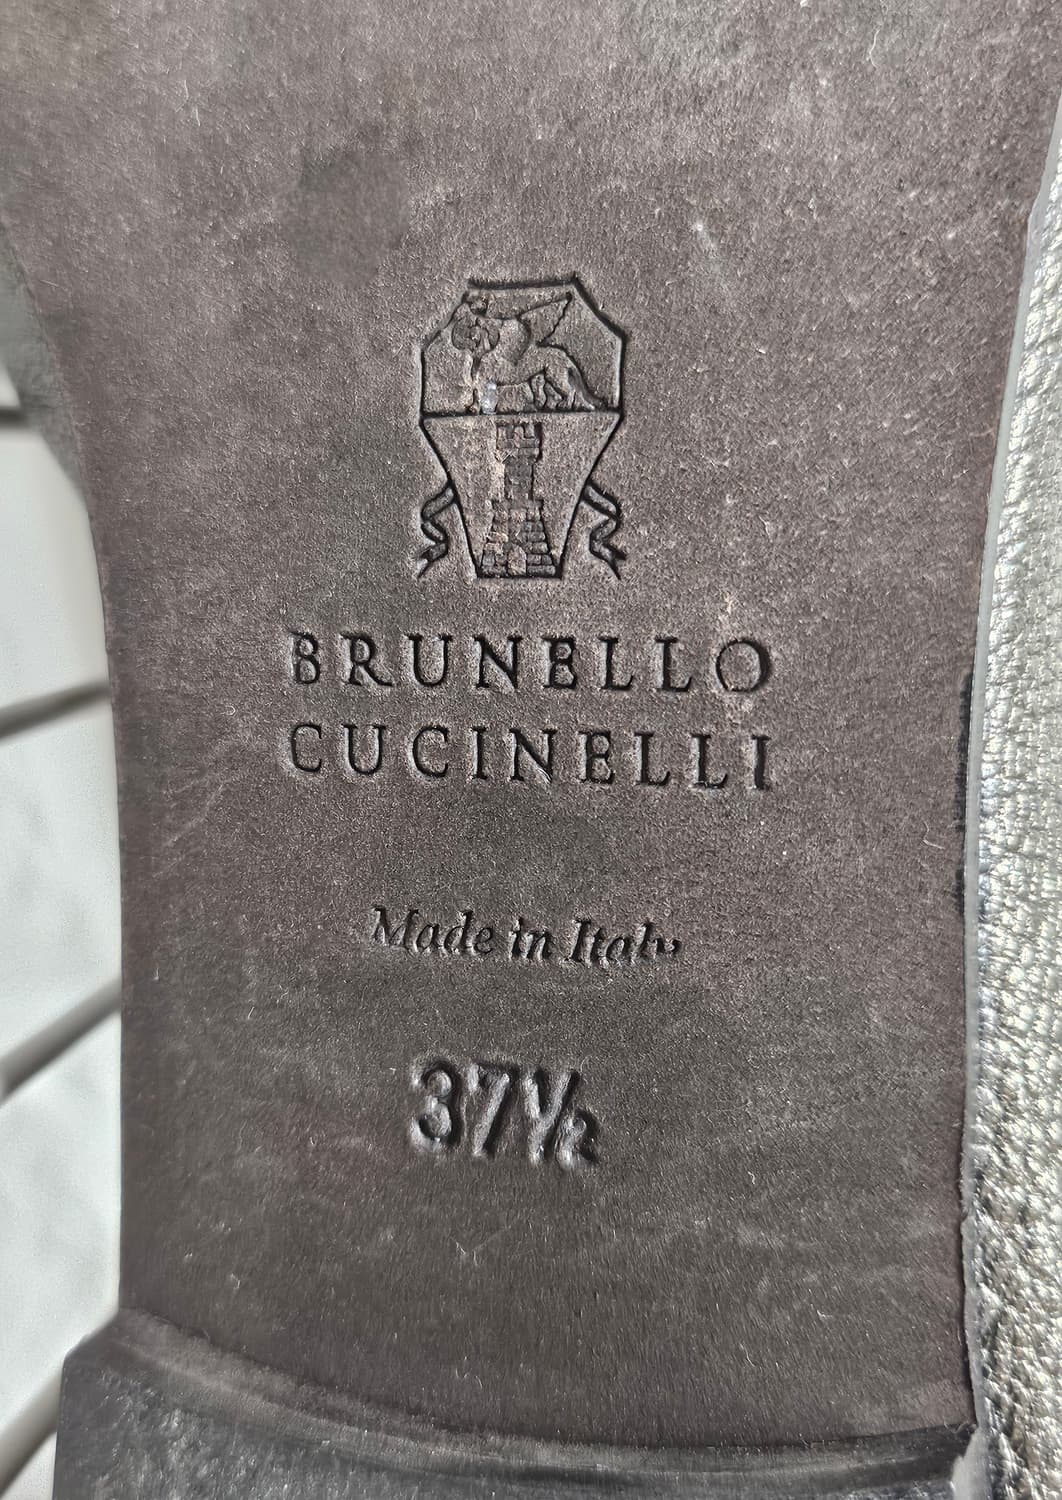 BRUNELLO
CUCINELLI
Made in Italy
37½